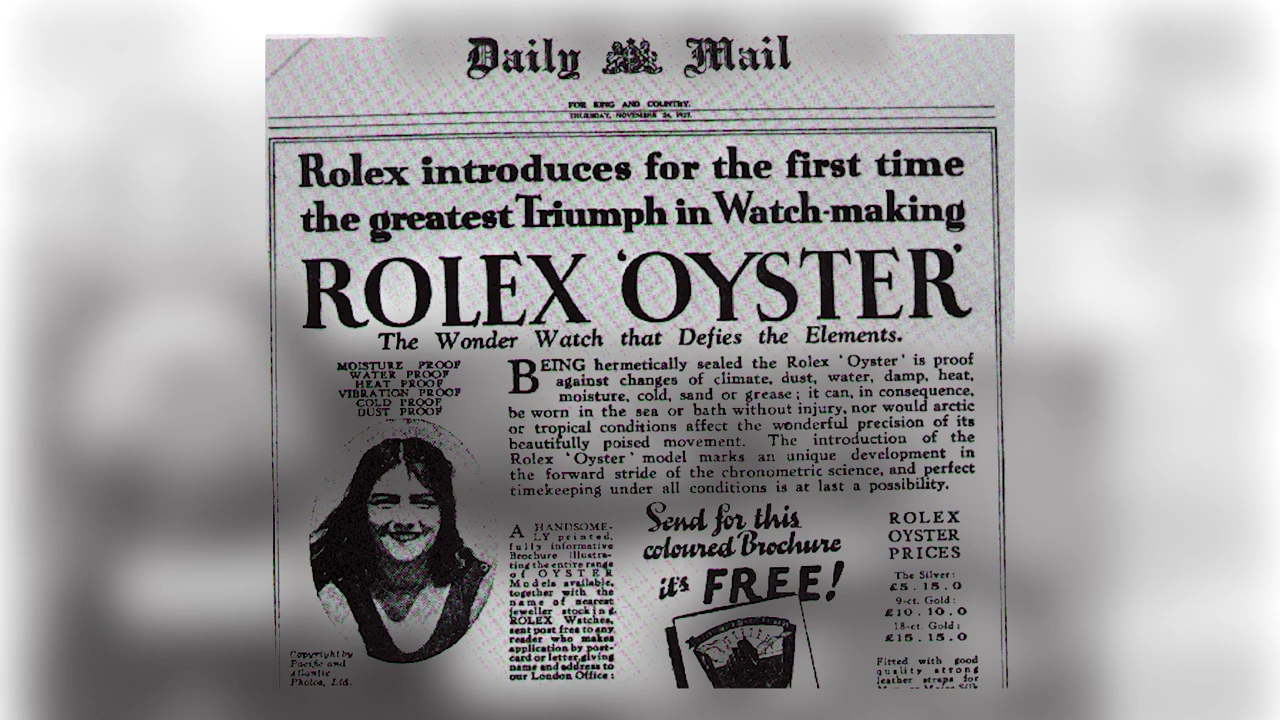 Daily Mail
FOR KING AND COUNTRY.
THURSDAY, NOVEMBER 24, 1927.
Rolex introduces for the first time
the greatest Triumph in Watch-making
ROLEX 'OYSTER'
The Wonder Watch that Defies the Elements.
MOISTURE PROOF
WATER PROOF
HEAT PROOF
VIBRATION PROOF
COLD PROOF
DUST PROOF
BEING hermetically sealed the Rolex 'Oyster' is proof
against changes of climate, dust, water, damp, heat,
moisture, cold, sand or grease; it can, in consequence,
be worn in the sea or bath without injury, nor would arctic
or tropical conditions affect the wonderful precision of its
beautifully poised movement. The introduction of the
Rolex 'Oyster' model marks an unique development in
the forward stride of the chronometric science, and perfect
timekeeping under all conditions is at last a possibility.
Copyright by
Pacific and
Atlantic
Photos, Ltd.
A HANDSOME-
LY printed,
fully informative
Brochure illustra-
ting the entire range
of OYSTER
Models available,
together with the
name of nearest
jeweller stocking
ROLEX Watches,
sent post free to any
reader who makes
application by post-
card or letter, giving
name and address to
our London Office:
Send for this
coloured Brochure
it's FREE!
ROLEX
OYSTER
PRICES
The Silver:
£5.15.0
9-ct. Gold:
£10.10.0
18-ct. Gold:
£15.15.0
Fitted with good
quality strong
leather straps for